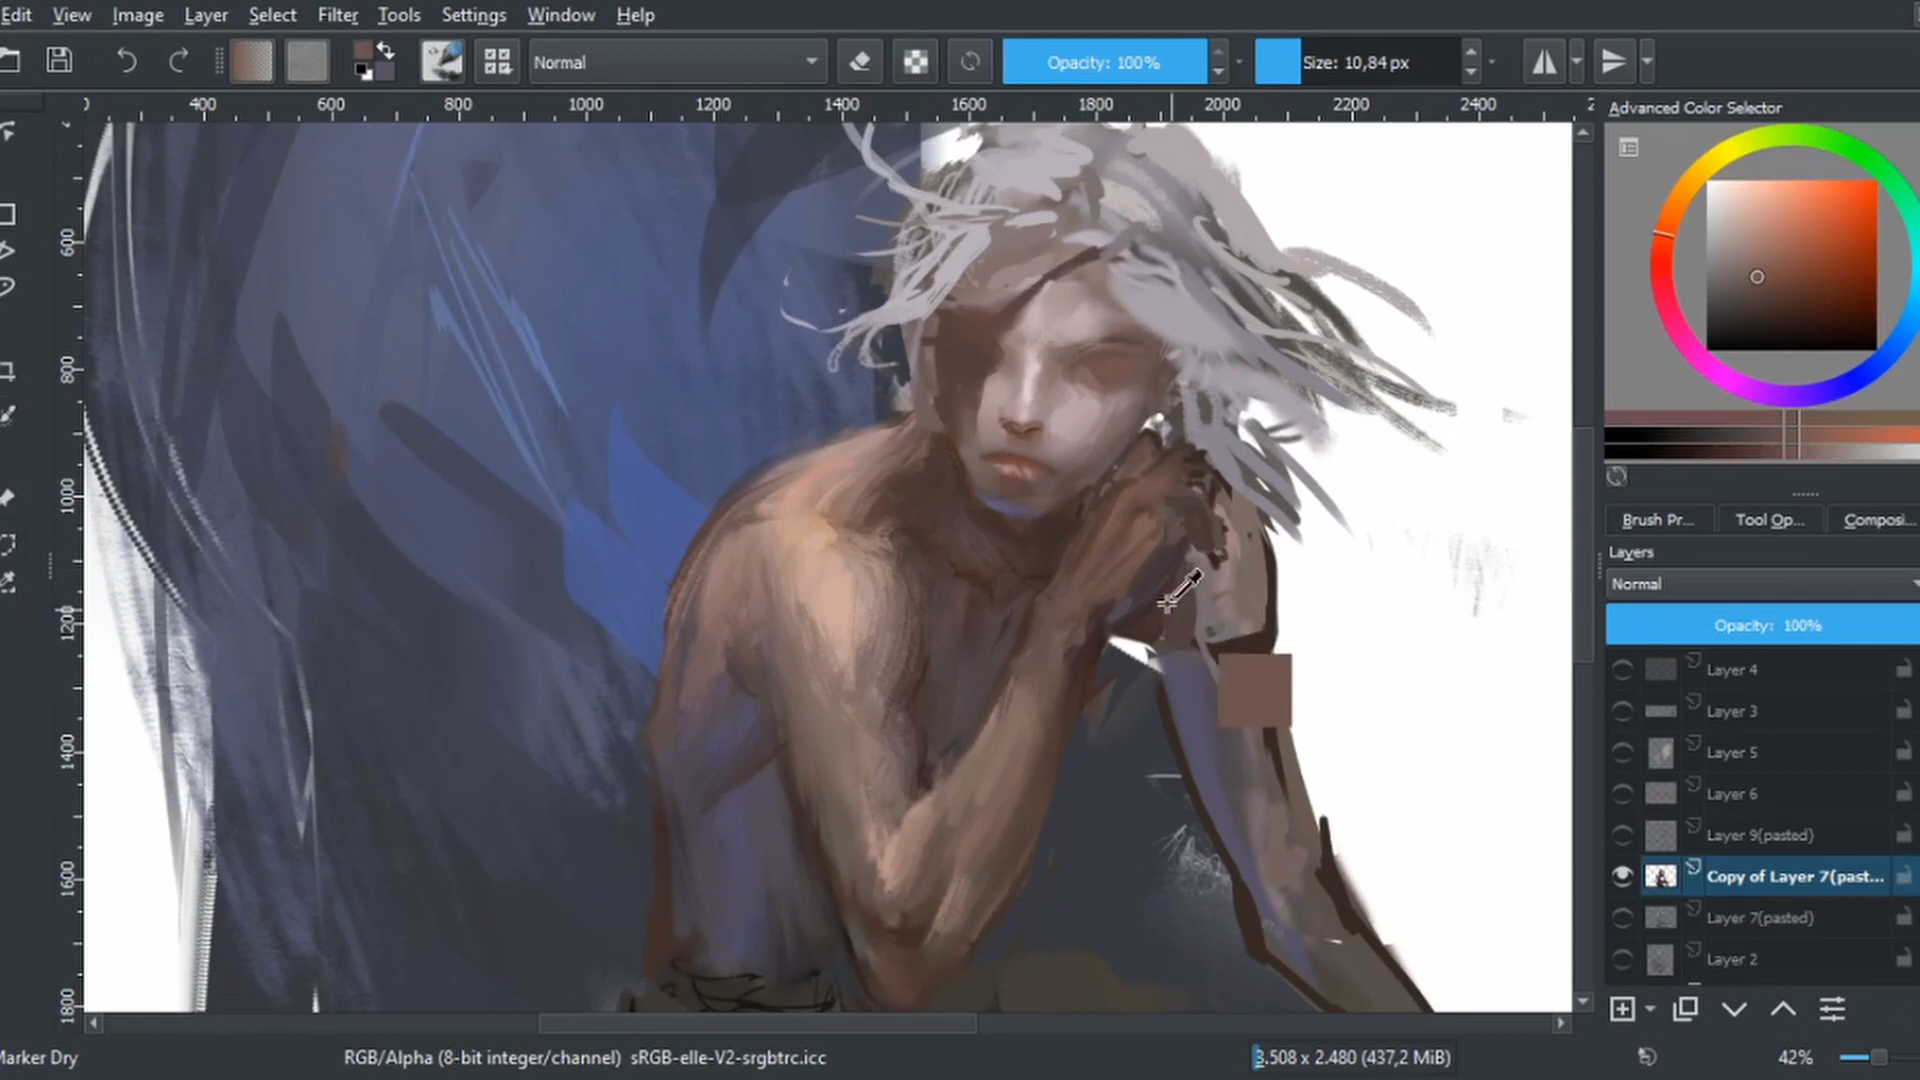 Edit View Image Layer Select Filter Tools Settings Window Help
Normal Opacity: 100% Size: 10,84 px
400 600 800 1000 1200 1400 1600 1800 2000 2200 2400
600
800
1000
1200
1400
1600
1800
Advanced Color Selector
Brush Pr... Tool Op... Composi...
Layers
Normal
Opacity: 100%
Layer 4
Layer 3
Layer 5
Layer 6
Layer 9(pasted)
Copy of Layer 7(past...
Layer 7(pasted)
Layer 2
Marker Dry RGB/Alpha (8-bit integer/channel) sRGB-elle-V2-srgbtrc.icc 3.508 x 2.480 (437,2 MiB) 42%